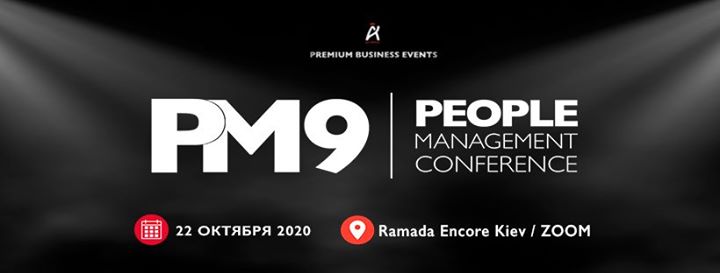 PREMIUM BUSINESS EVENTS
PM9
PEOPLE
MANAGEMENT
CONFERENCE
22 ОКТЯБРЯ 2020
Ramada Encore Kiev / ZOOM